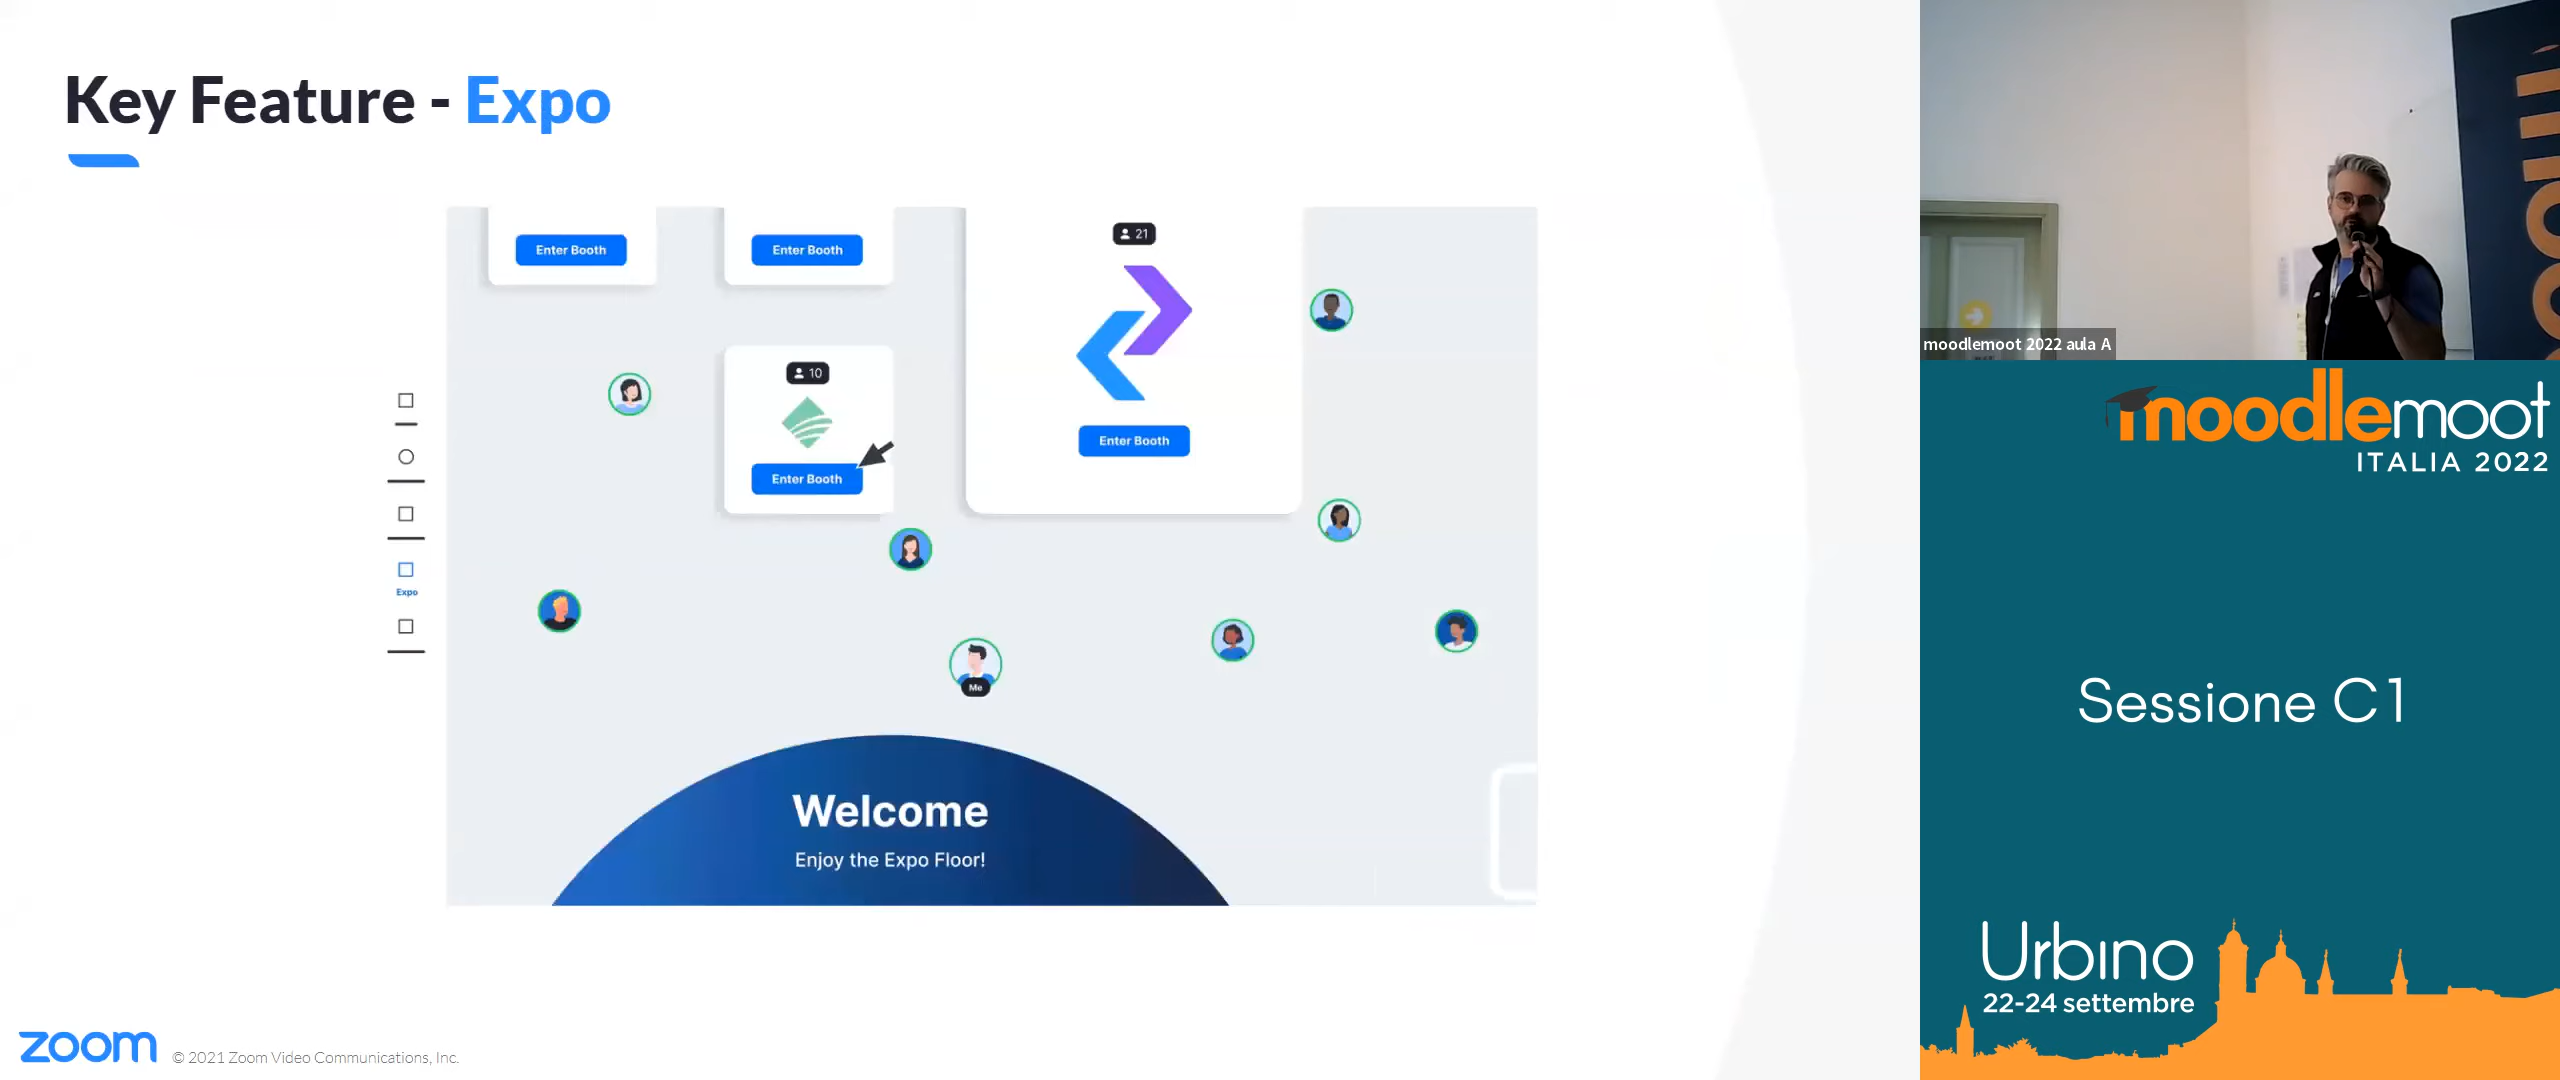 Key Feature - Expo
Enter Booth
Enter Booth
21
10
Enter Booth
Enter Booth
Expo
Me
Welcome
Enjoy the Expo Floor!
zoom
© 2021 Zoom Video Communications, Inc.
moodlemoot 2022 aula A
moodlemoot
ITALIA 2022
Sessione C1
Urbino
22-24 settembre